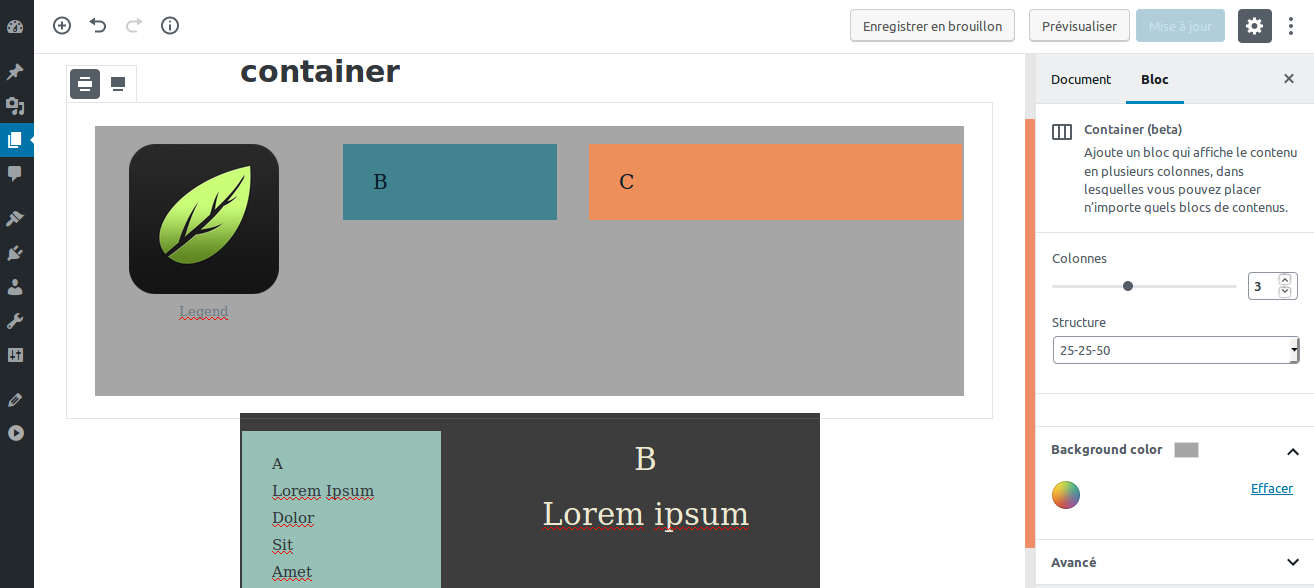 Enregistrer en brouillon
Prévisualiser
Mise à jour
container
B
C
Legend
A
Lorem Ipsum
Dolor
Sit
Amet
B
Lorem ipsum
Document
Bloc
Container (beta)
Ajoute un bloc qui affiche le contenu
en plusieurs colonnes, dans
lesquelles vous pouvez placer
n’importe quels blocs de contenus.
Colonnes
3
Structure
25-25-50
Background color
Effacer
Avancé